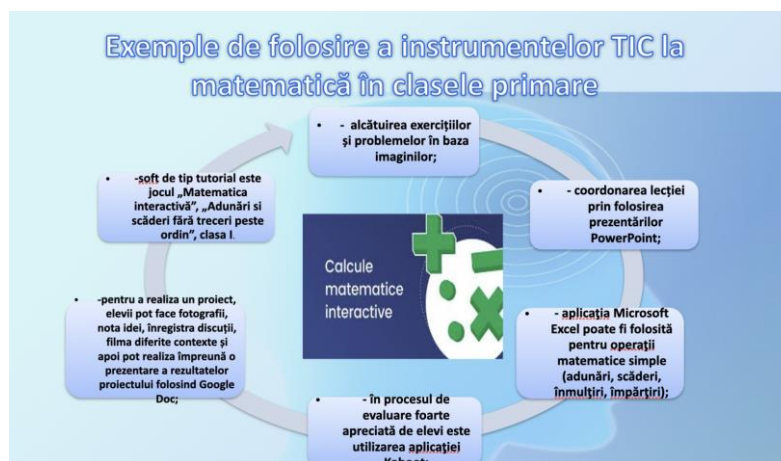 Exemple de folosire a instrumentelor TIC la
matematică în clasele primare
• - alcătuirea exercițiilor
și problemelor în baza
imaginilor;
• - coordonarea lecției
prin folosirea
prezentărilor
PowerPoint;
• - aplicația Microsoft
Excel poate fi folosită
pentru operații
matematice simple
(adunări, scăderi,
înmulțiri, împărțiri);
• - în procesul de
evaluare foarte
apreciată de elevi este
utilizarea aplicației
Kahoot;
• -pentru a realiza un proiect,
elevii pot face fotografii,
nota idei, înregistra discuții,
filma diferite contexte și
apoi pot realiza împreună o
prezentare a rezultatelor
proiectului folosind Google
Doc;
• -soft de tip tutorial este
jocul „Matematica
interactivă”, „Adunări si
scăderi fără treceri peste
ordin”, clasa I.
Calcule
matematice
interactive